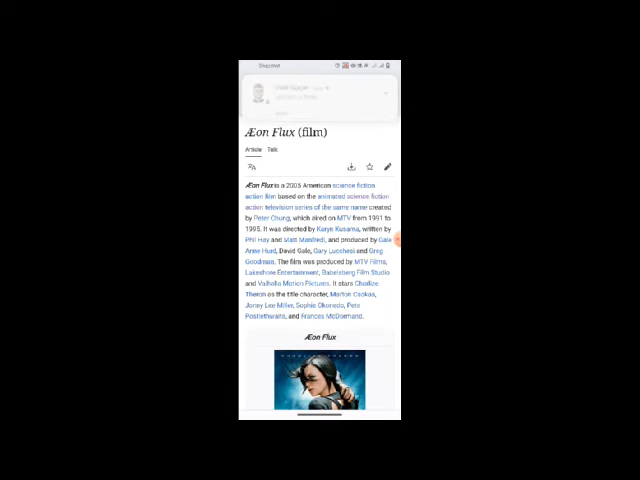 Æon Flux (film)
Article Talk
Æon Flux is a 2005 American science fiction
action film based on the animated science fiction
action television series of the same name created
by Peter Chung, which aired on MTV from 1991 to
1995. It was directed by Karyn Kusama, written by
Phil Hay and Matt Manfredi, and produced by Gale
Anne Hurd, David Gale, Gary Lucchesi and Greg
Goodman. The film was produced by MTV Films,
Lakeshore Entertainment, Babelsberg Film Studio
and Valhalla Motion Pictures. It stars Charlize
Theron as the title character, Marton Csokas,
Jonny Lee Miller, Sophie Okonedo, Pete
Postlethwaite, and Frances McDormand.
Æon Flux
CHARLIZE THERON